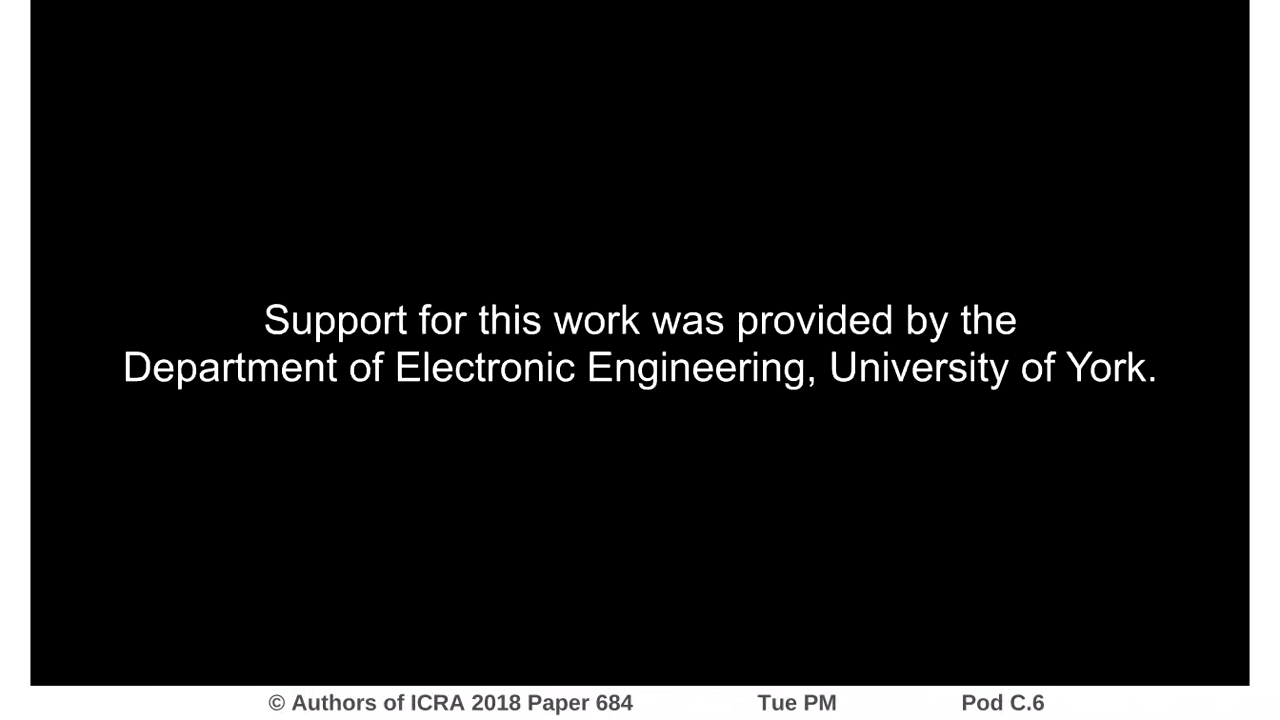 Support for this work was provided by the
Department of Electronic Engineering, University of York.
© Authors of ICRA 2018 Paper 684 Tue PM Pod C.6